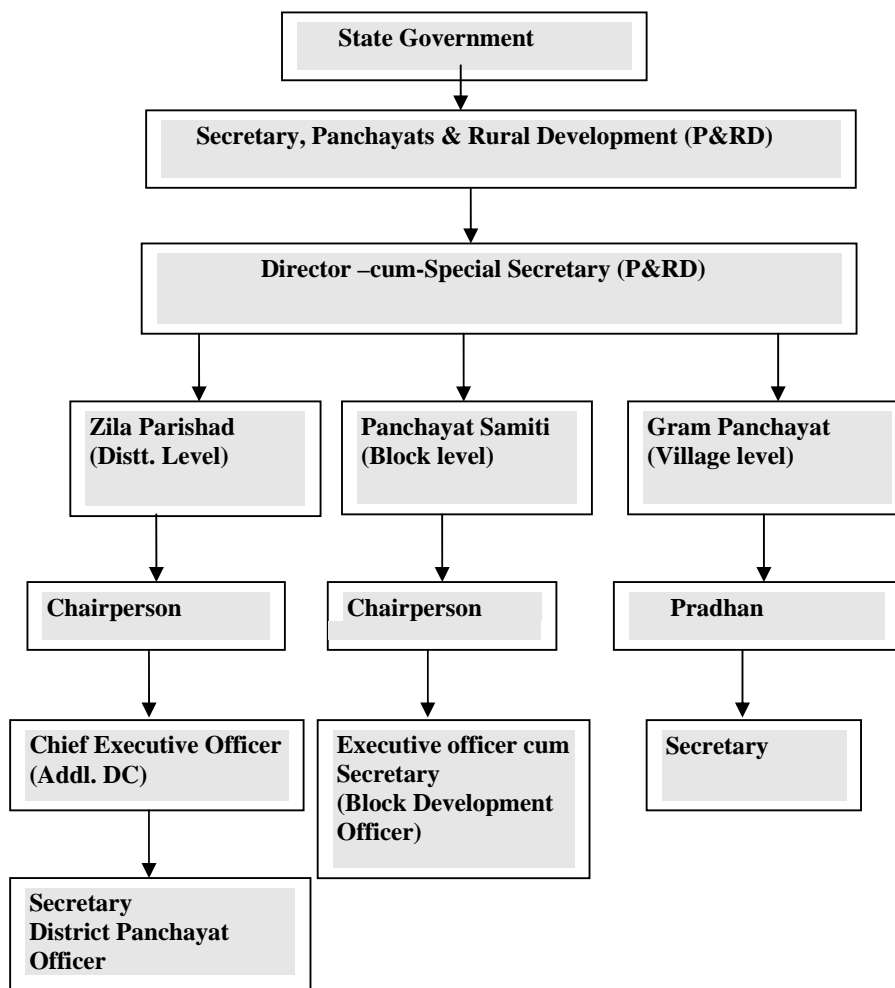 State Government
Secretary, Panchayats & Rural Development (P&RD)
Director –cum-Special Secretary (P&RD)
Zila Parishad
(Distt. Level)
Panchayat Samiti
(Block level)
Gram Panchayat
(Village level)
Chairperson
Chairperson
Pradhan
Chief Executive Officer
(Addl. DC)
Executive officer cum
Secretary
(Block Development
Officer)
Secretary
Secretary
District Panchayat
Officer